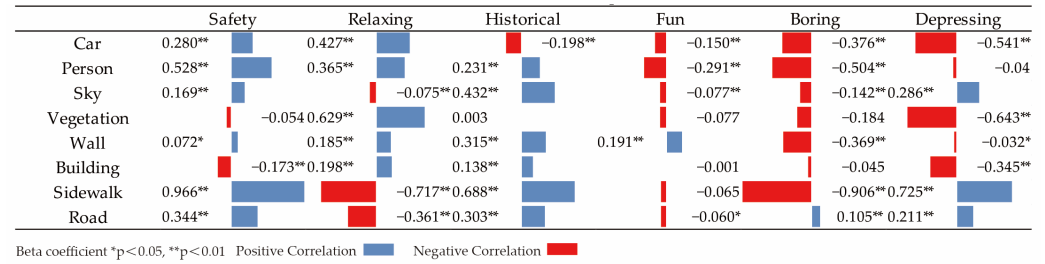 Safety Relaxing Historical Fun Boring Depressing
Car 0.280** 0.427** −0.198** −0.150** −0.376** −0.541**
Person 0.528** 0.365** 0.231** −0.291** −0.504** −0.04
Sky 0.169** −0.075** 0.432** −0.077** −0.142** 0.286**
Vegetation −0.054 0.629** 0.003 −0.077 −0.184 −0.643**
Wall 0.072* 0.185** 0.315** 0.191** −0.369** −0.032*
Building −0.173** 0.198** 0.138** −0.001 −0.045 −0.345**
Sidewalk 0.966** −0.717** 0.688** −0.065 −0.906** 0.725**
Road 0.344** −0.361** 0.303** −0.060* 0.105** 0.211**
Beta coefficient *p<0.05, **p<0.01 Positive Correlation Negative Correlation